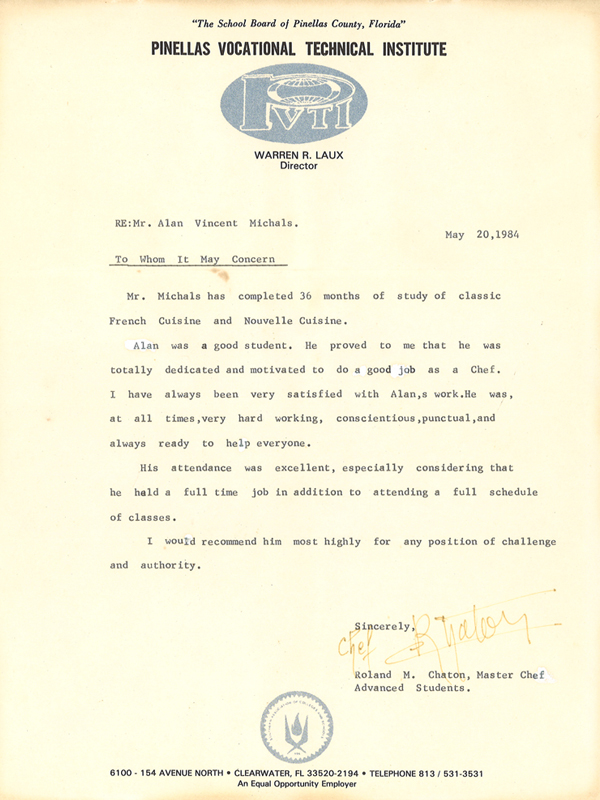 "The School Board of Pinellas County, Florida"
PINELLAS VOCATIONAL TECHNICAL INSTITUTE
PVTI
WARREN R. LAUX
Director
RE:Mr. Alan Vincent Michals.
May 20,1984
To Whom It May Concern
Mr. Michals has completed 36 months of study of classic
French Cuisine and Nouvelle Cuisine.
Alan was a good student. He proved to me that he was
totally dedicated and motivated to do a good job as a Chef.
I have always been very satisfied with Alan,s work.He was,
at all times,very hard working, conscientious,punctual,and
always ready to help everyone.
His attendance was excellent, especially considering that
he held a full time job in addition to attending a full schedule
of classes.
I would recommend him most highly for any position of challenge
and authority.
Sincerely,
Chef R Chaton
Roland M. Chaton, Master Chef
Advanced Students.
6100 - 154 AVENUE NORTH • CLEARWATER, FL 33520-2194 • TELEPHONE 813 / 531-3531
An Equal Opportunity Employer